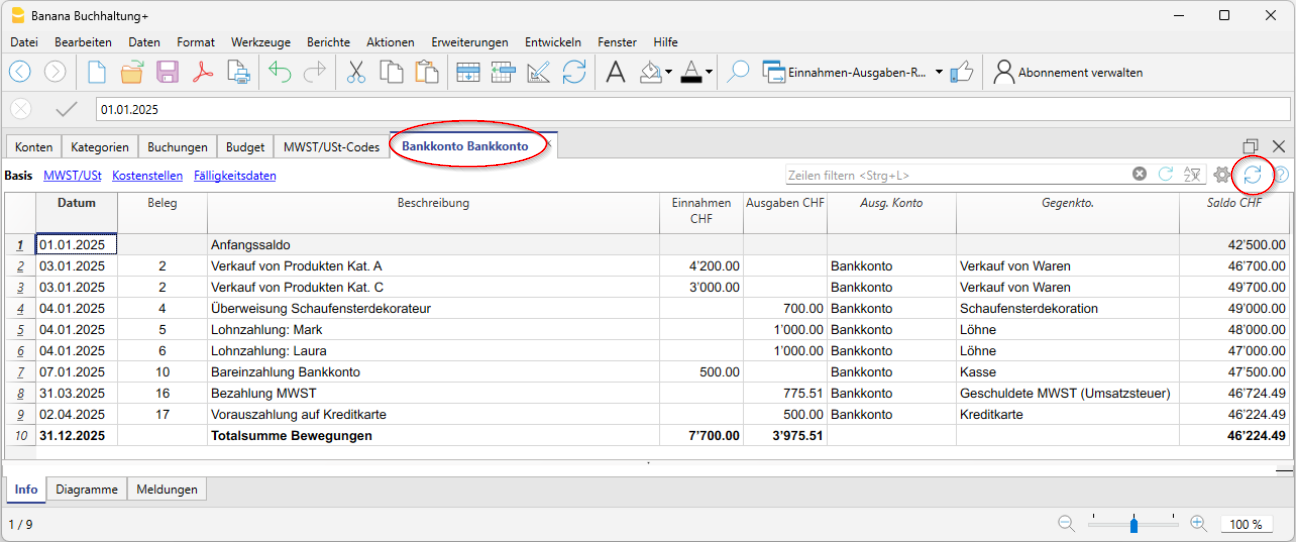 Banana Buchhaltung+
Datei Bearbeiten Daten Format Werkzeuge Berichte Aktionen Erweiterungen Entwickeln Fenster Hilfe
Einnahmen-Ausgaben-R... Abonnement verwalten
01.01.2025
Konten Kategorien Buchungen Budget MWST/USt-Codes Bankkonto Bankkonto
Basis MWST/USt Kostenstellen Fälligkeitsdaten Zeilen filtern <Strg+L>
Datum Beleg Beschreibung Einnahmen CHF Ausgaben CHF Ausg. Konto Gegenkto. Saldo CHF
1 01.01.2025 Anfangssaldo 42'500.00
2 03.01.2025 2 Verkauf von Produkten Kat. A 4'200.00 Bankkonto Verkauf von Waren 46'700.00
3 03.01.2025 2 Verkauf von Produkten Kat. C 3'000.00 Bankkonto Verkauf von Waren 49'700.00
4 04.01.2025 4 Überweisung Schaufensterdekorateur 700.00 Bankkonto Schaufensterdekoration 49'000.00
5 04.01.2025 5 Lohnzahlung: Mark 1'000.00 Bankkonto Löhne 48'000.00
6 04.01.2025 6 Lohnzahlung: Laura 1'000.00 Bankkonto Löhne 47'000.00
7 07.01.2025 10 Bareinzahlung Bankkonto 500.00 Bankkonto Kasse 47'500.00
8 31.03.2025 16 Bezahlung MWST 775.51 Bankkonto Geschuldete MWST (Umsatzsteuer) 46'724.49
9 02.04.2025 17 Vorauszahlung auf Kreditkarte 500.00 Bankkonto Kreditkarte 46'224.49
10 31.12.2025 Totalsumme Bewegungen 7'700.00 3'975.51 46'224.49
Info Diagramme Meldungen
1 / 9 100 %